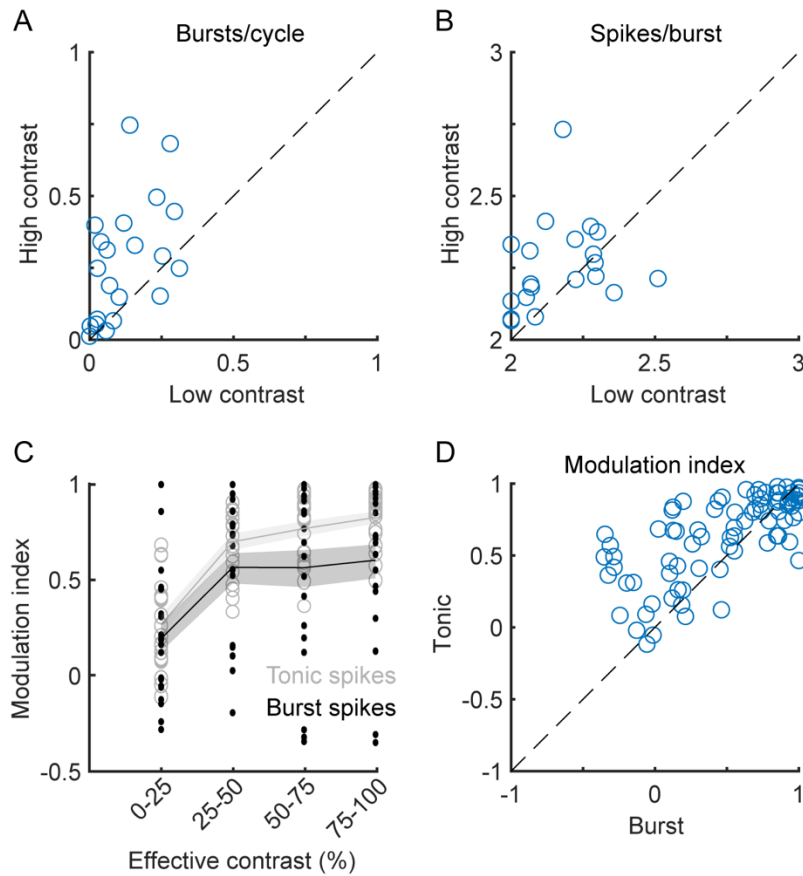 A
Bursts/cycle
High contrast
1
0.5
0
0
0.5
1
Low contrast
B
Spikes/burst
High contrast
3
2.5
2
2
2.5
3
Low contrast
C
Modulation index
1
0.5
0
-0.5
Tonic spikes
Burst spikes
0-25
25-50
50-75
75-100
Effective contrast (%)
D
Modulation index
Tonic
1
0.5
0
-0.5
-1
-1
0
1
Burst